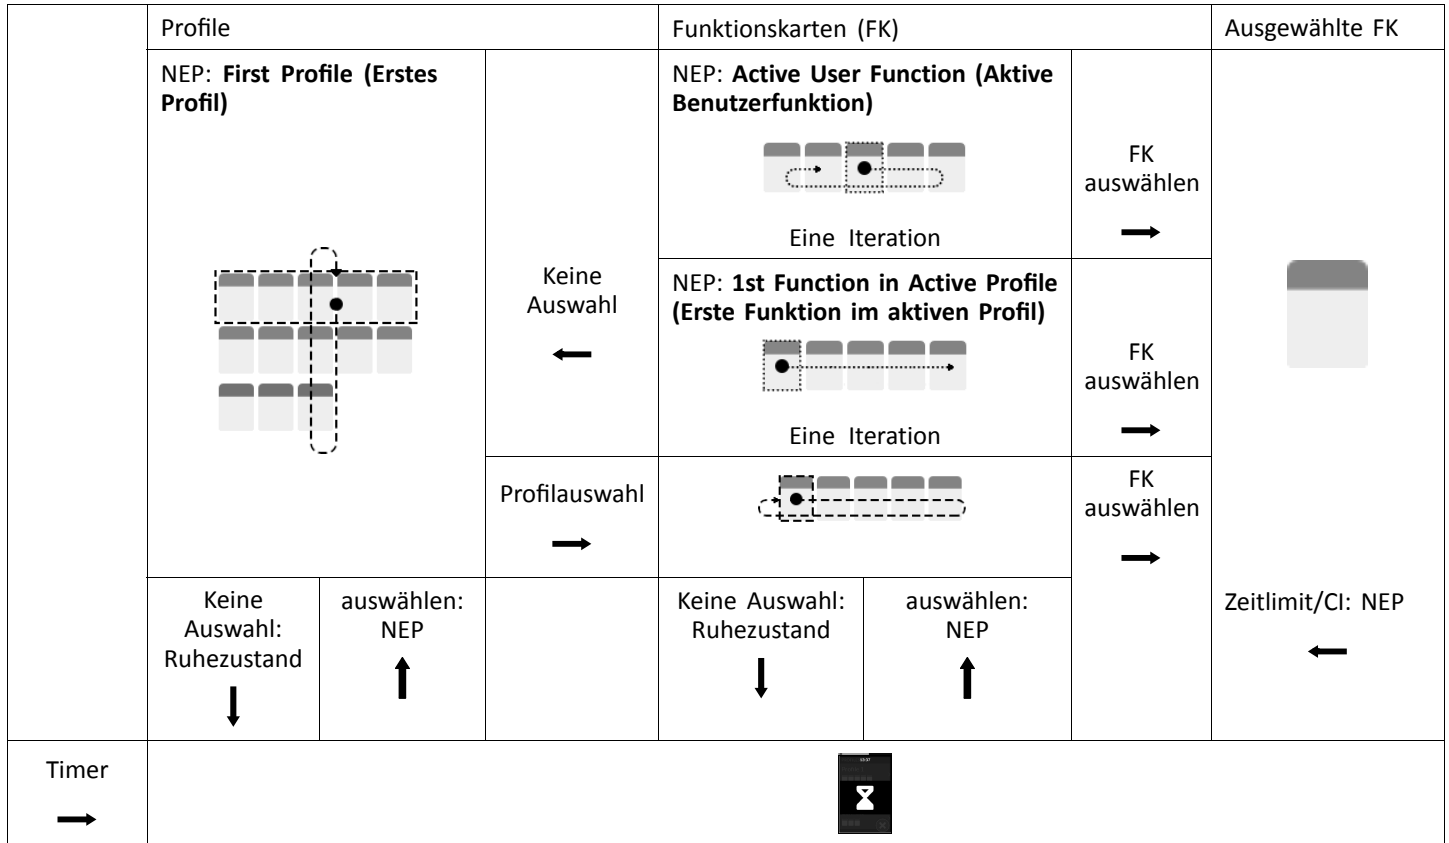 Profile
Funktionskarten (FK)
Ausgewählte FK
NEP: First Profile (Erstes
Profil)
Keine
Auswahl
NEP: Active User Function (Aktive
Benutzerfunktion)
Eine Iteration
FK
auswählen
NEP: 1st Function in Active Profile
(Erste Funktion im aktiven Profil)
Eine Iteration
FK
auswählen
Profilauswahl
FK
auswählen
Keine
Auswahl:
Ruhezustand
auswählen:
NEP
Keine Auswahl:
Ruhezustand
auswählen:
NEP
Zeitlimit/CI: NEP
Timer